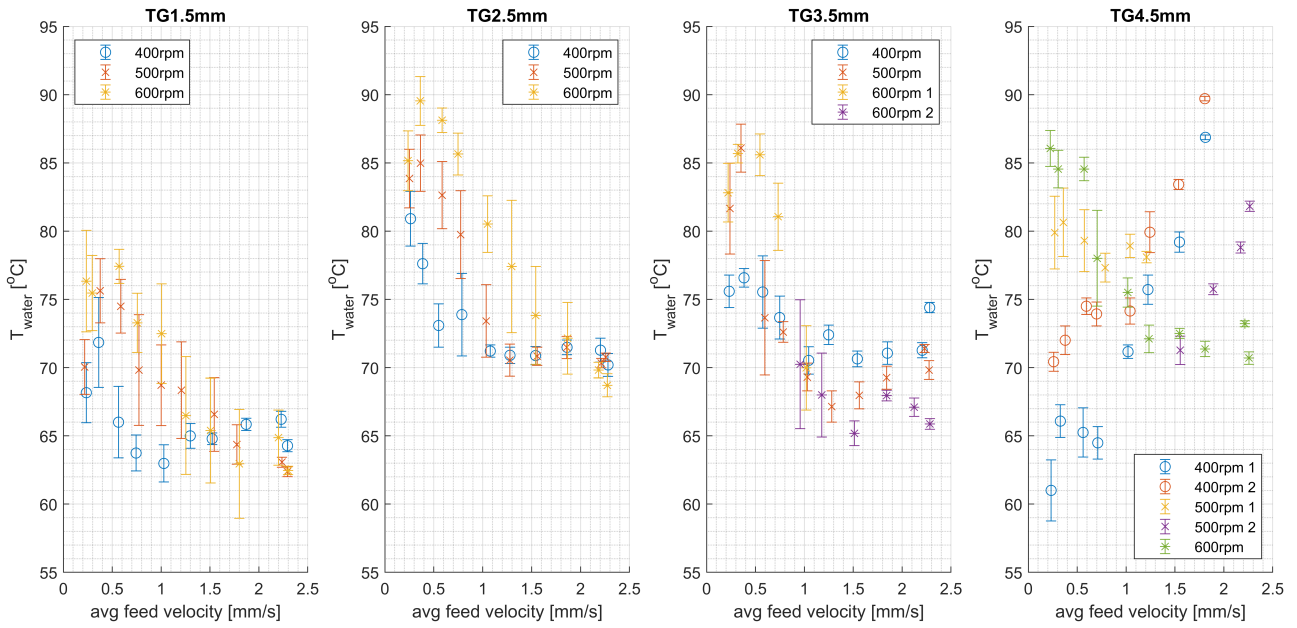 TG1.5mm
95
90
85
80
75
70
65
60
55
0
0.5
1
1.5
2
2.5
T_water [°C]
avg feed velocity [mm/s]
400rpm
500rpm
600rpm
TG2.5mm
95
90
85
80
75
70
65
60
55
0
0.5
1
1.5
2
2.5
T_water [°C]
avg feed velocity [mm/s]
400rpm
500rpm
600rpm
TG3.5mm
95
90
85
80
75
70
65
60
55
0
0.5
1
1.5
2
2.5
T_water [°C]
avg feed velocity [mm/s]
400rpm
500rpm
600rpm 1
600rpm 2
TG4.5mm
95
90
85
80
75
70
65
60
55
0
0.5
1
1.5
2
2.5
T_water [°C]
avg feed velocity [mm/s]
400rpm 1
400rpm 2
500rpm 1
500rpm 2
600rpm